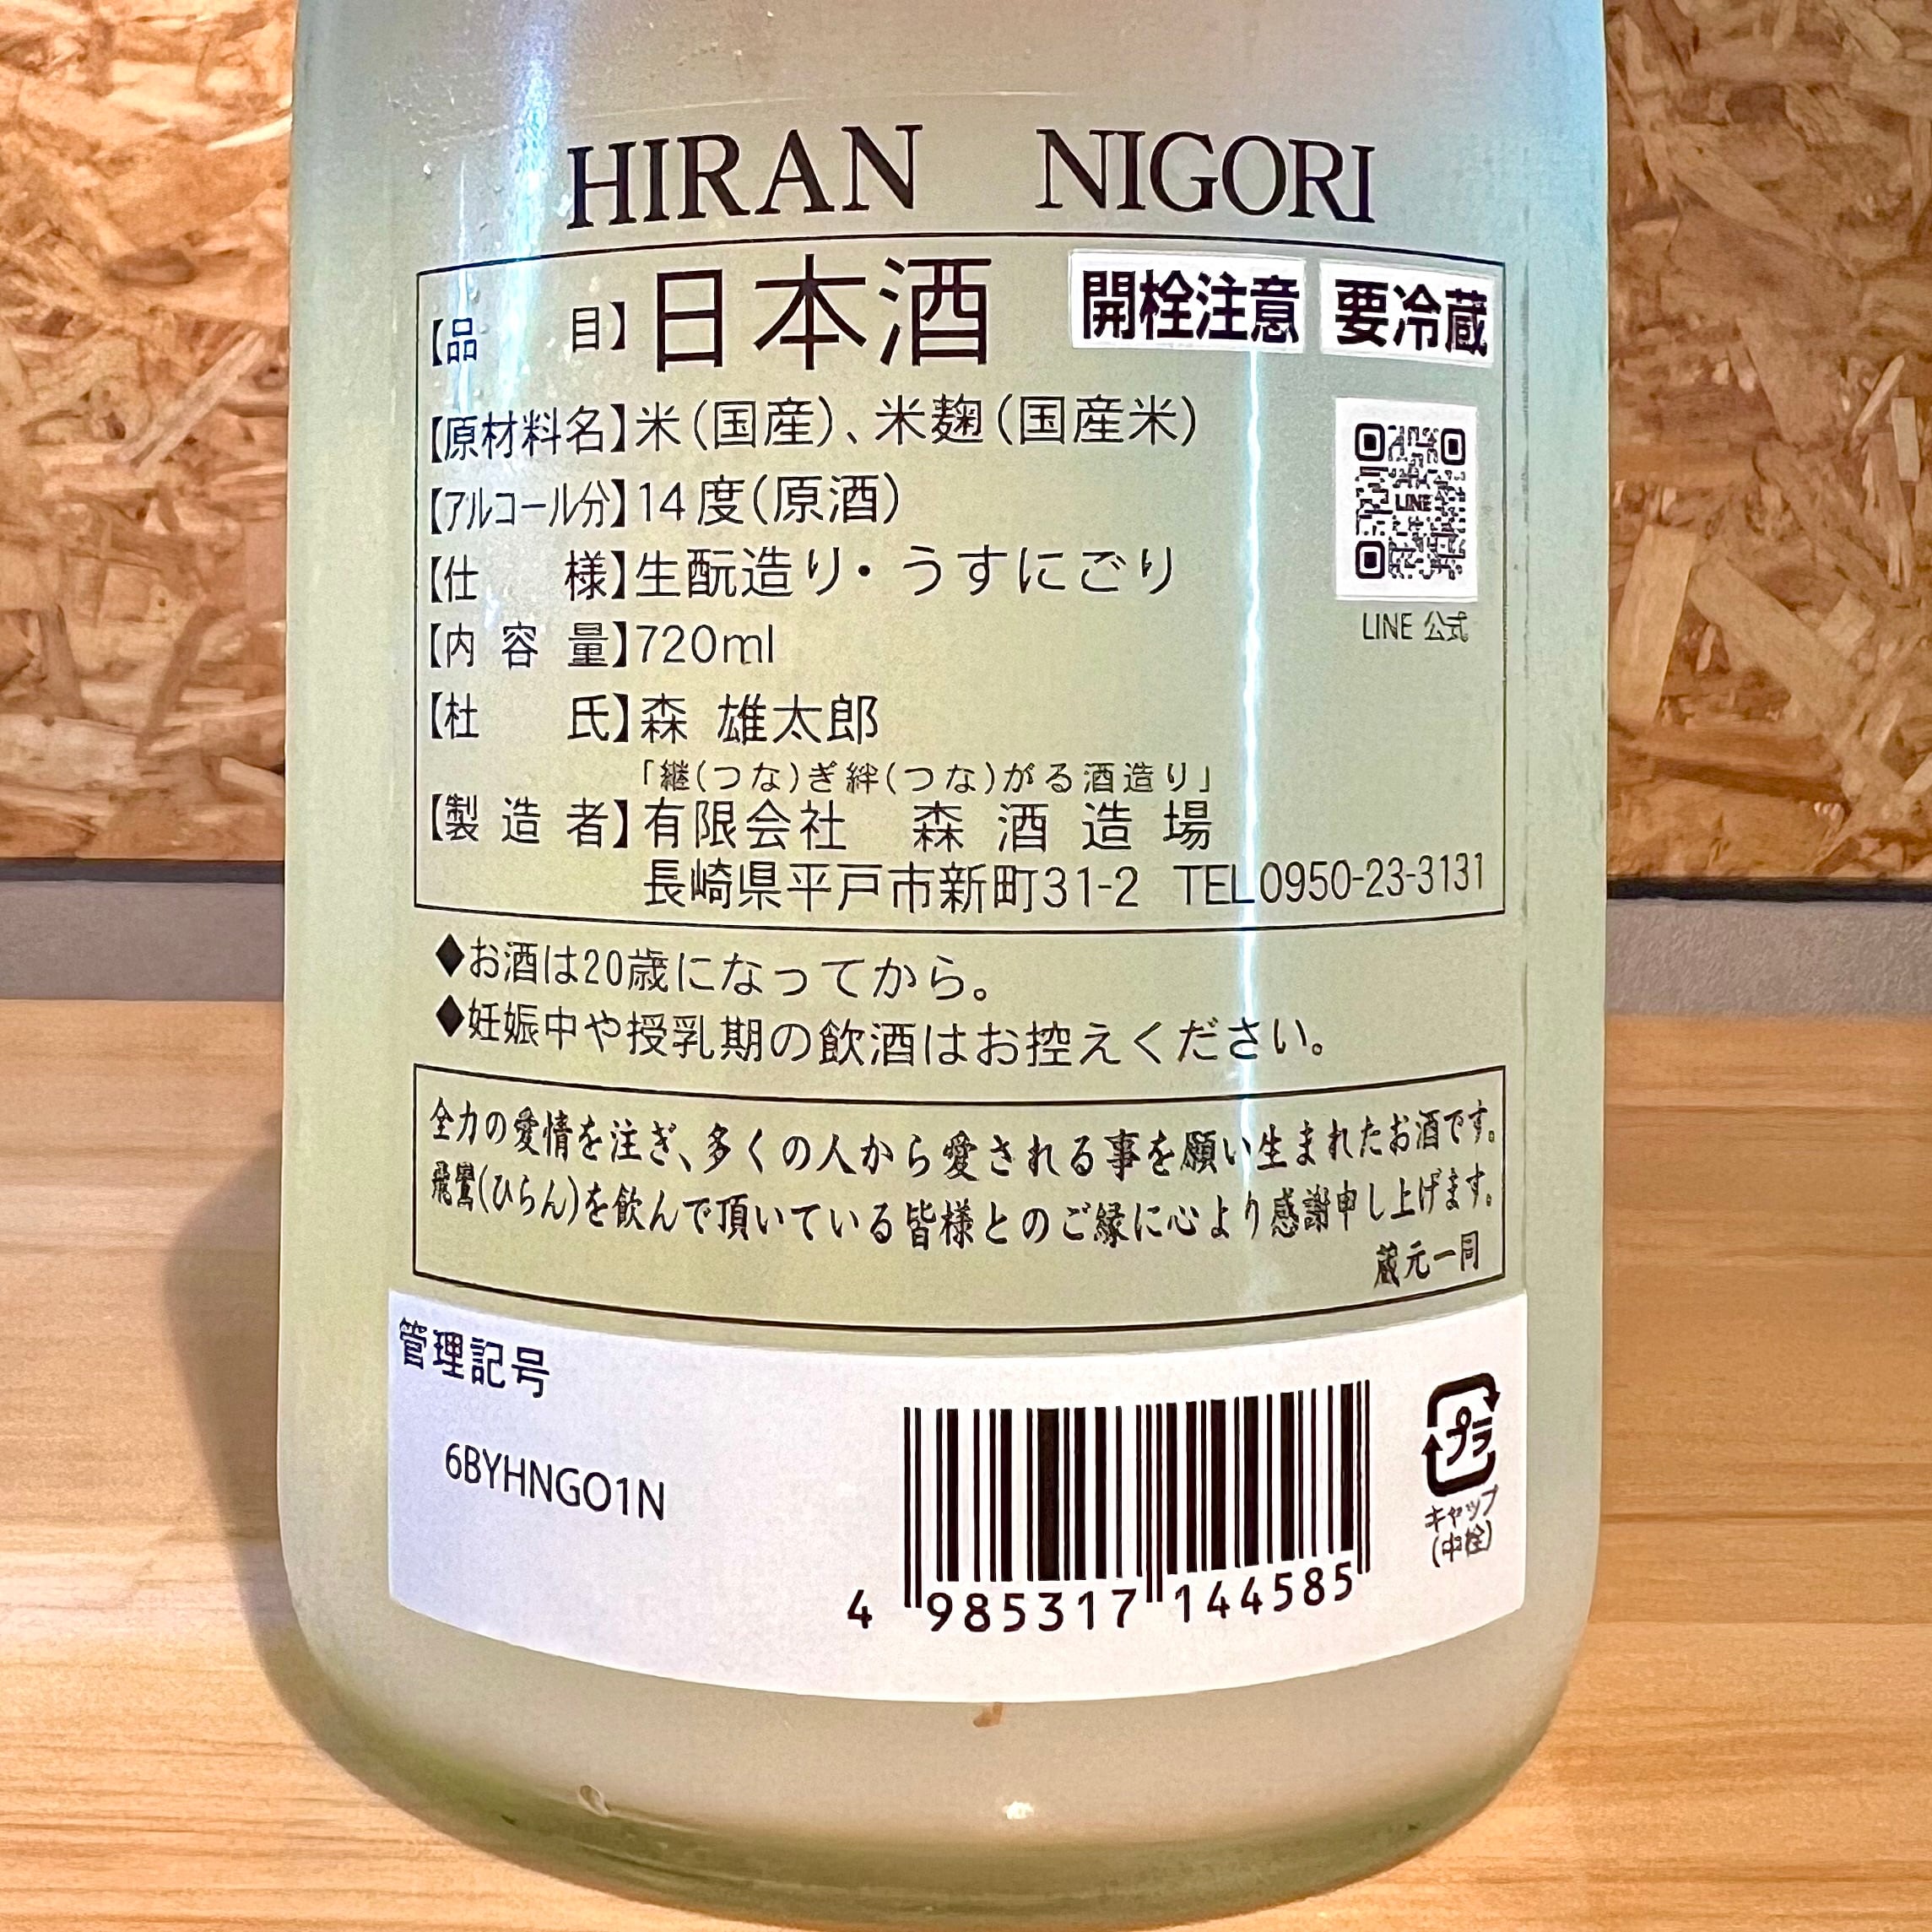 HIRAN NIGORI
【品目】日本酒 開栓注意 要冷蔵
【原材料名】米(国産)、米麹(国産米)
【アルコール分】14度(原酒)
【仕様】生酛造り・うすにごり
LINE
LINE 公式
【内容量】720ml
【杜氏】森 雄太郎
「継(つな)ぎ絆(つな)がる酒造り」
【製造者】有限会社 森酒造場
長崎県平戸市新町31-2 TEL0950-23-3131
◆お酒は20歳になってから。
◆妊娠中や授乳期の飲酒はお控えください。
全力の愛情を注ぎ、多くの人から愛される事を願い生まれたお酒です。
飛鸞(ひらん)を飲んで頂いている皆様とのご縁に心より感謝申し上げます。
蔵元一同
管理記号
6BYHNGO1N
4 985317 144585
プラ
キャップ
(中栓)